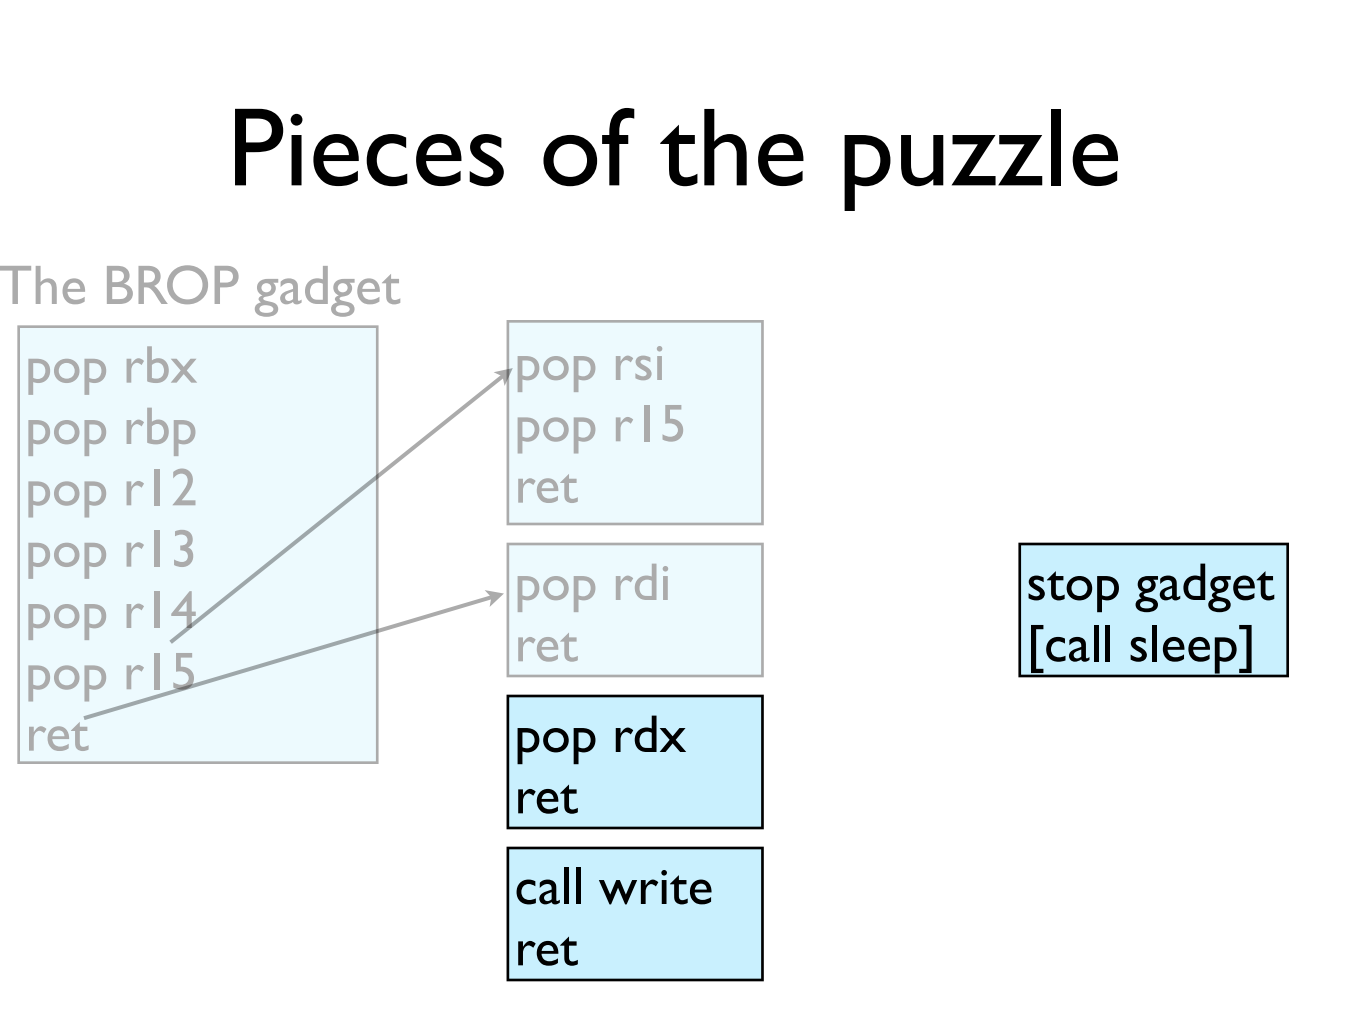 Pieces of the puzzle
The BROP gadget
pop rbx
pop rbp
pop r12
pop r13
pop r14
pop r15
ret
pop rsi
pop r15
ret
pop rdi
ret
pop rdx
ret
call write
ret
stop gadget
[call sleep]